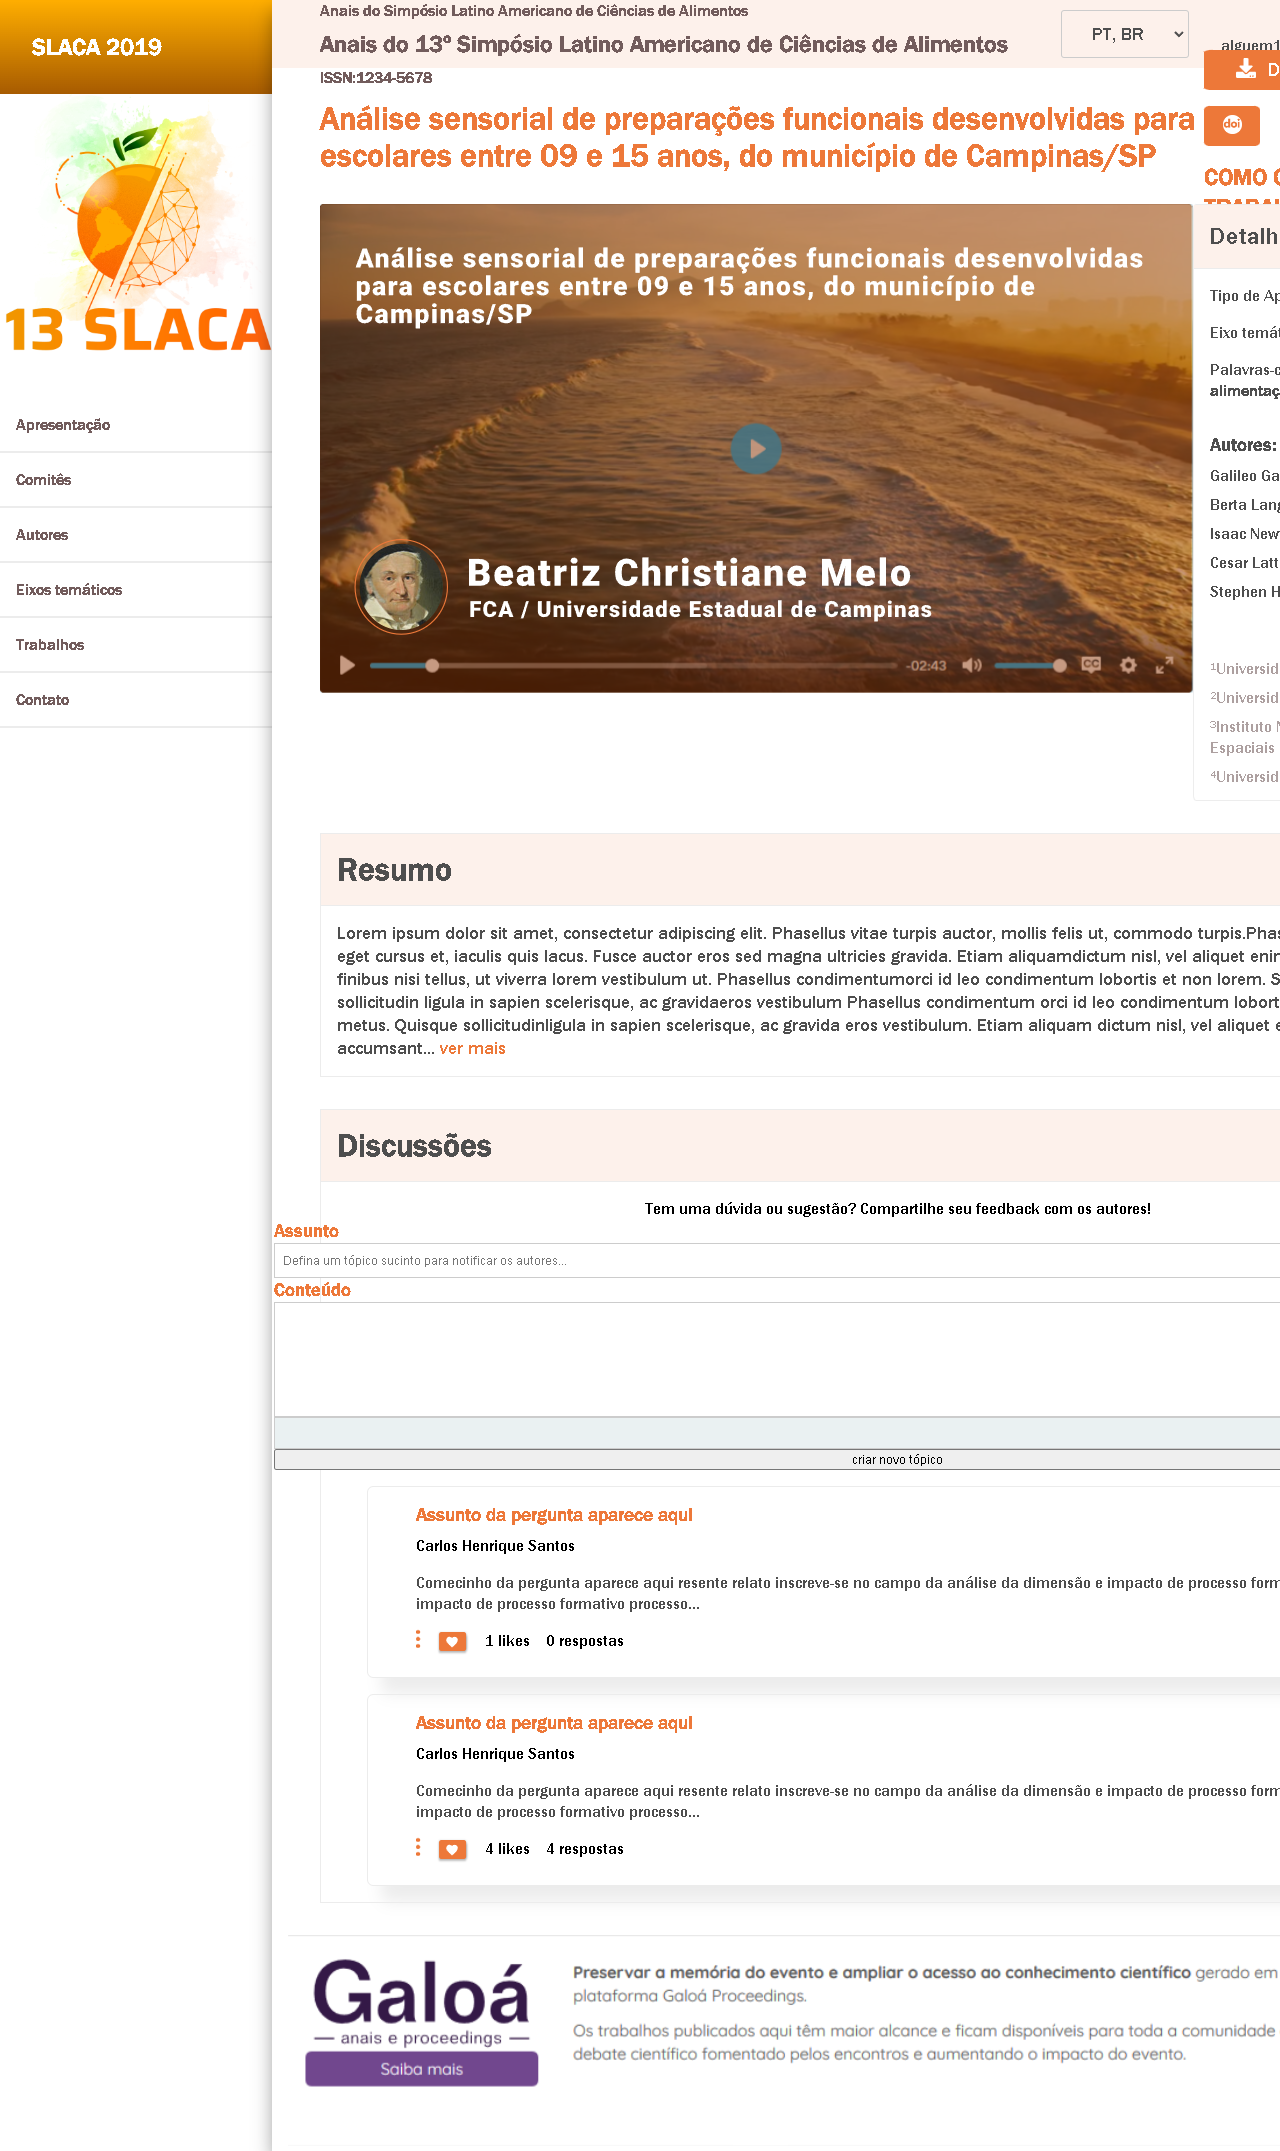 SLACA 2019
13 SLACA
Apresentação
Comitês
Autores
Eixos temáticos
Trabalhos
Contato
Anais do Simpósio Latino Americano de Ciências de Alimentos
Anais do 13º Simpósio Latino Americano de Ciências de Alimentos
PT, BR
alguem1
ISSN:1234-5678
Análise sensorial de preparações funcionais desenvolvidas para
escolares entre 09 e 15 anos, do município de Campinas/SP
D
doi
COMO
Análise sensorial de preparações funcionais desenvolvidas
para escolares entre 09 e 15 anos, do município de
Campinas/SP
Beatriz Christiane Melo
FCA / Universidade Estadual de Campinas
-02:43
CC
Detalh
Tipo de Ap
Eixo temát
Palavras-c
alimentaç
Autores:
Galileo Ga
Berta Lang
Isaac New
Cesar Latt
Stephen H
¹Universid
²Universid
³Instituto N
Espaciais
⁴Universid
Resumo
Lorem ipsum dolor sit amet, consectetur adipiscing elit. Phasellus vitae turpis auctor, mollis felis ut, commodo turpis.Phas
eget cursus et, iaculis quis lacus. Fusce auctor eros sed magna ultricies gravida. Etiam aliquamdictum nisl, vel aliquet enim
finibus nisi tellus, ut viverra lorem vestibulum ut. Phasellus condimentumorci id leo condimentum lobortis et non lorem. S
sollicitudin ligula in sapien scelerisque, ac gravidaeros vestibulum Phasellus condimentum orci id leo condimentum lobort
metus. Quisque sollicitudinligula in sapien scelerisque, ac gravida eros vestibulum. Etiam aliquam dictum nisl, vel aliquet e
accumsant... ver mais
Discussões
Tem uma dúvida ou sugestão? Compartilhe seu feedback com os autores!
Assunto
Defina um tópico sucinto para notificar os autores...
Conteúdo
criar novo tópico
Assunto da pergunta aparece aqui
Carlos Henrique Santos
Comecinho da pergunta aparece aqui resente relato inscreve-se no campo da análise da dimensão e impacto de processo form
impacto de processo formativo processo...
1 likes 0 respostas
Assunto da pergunta aparece aqui
Carlos Henrique Santos
Comecinho da pergunta aparece aqui resente relato inscreve-se no campo da análise da dimensão e impacto de processo form
impacto de processo formativo processo...
4 likes 4 respostas
Galoá
anais e proceedings
Saiba mais
Preservar a memória do evento e ampliar o acesso ao conhecimento científico gerado em
plataforma Galoá Proceedings.
Os trabalhos publicados aqui têm maior alcance e ficam disponíveis para toda a comunidade
debate científico fomentado pelos encontros e aumentando o impacto do evento.